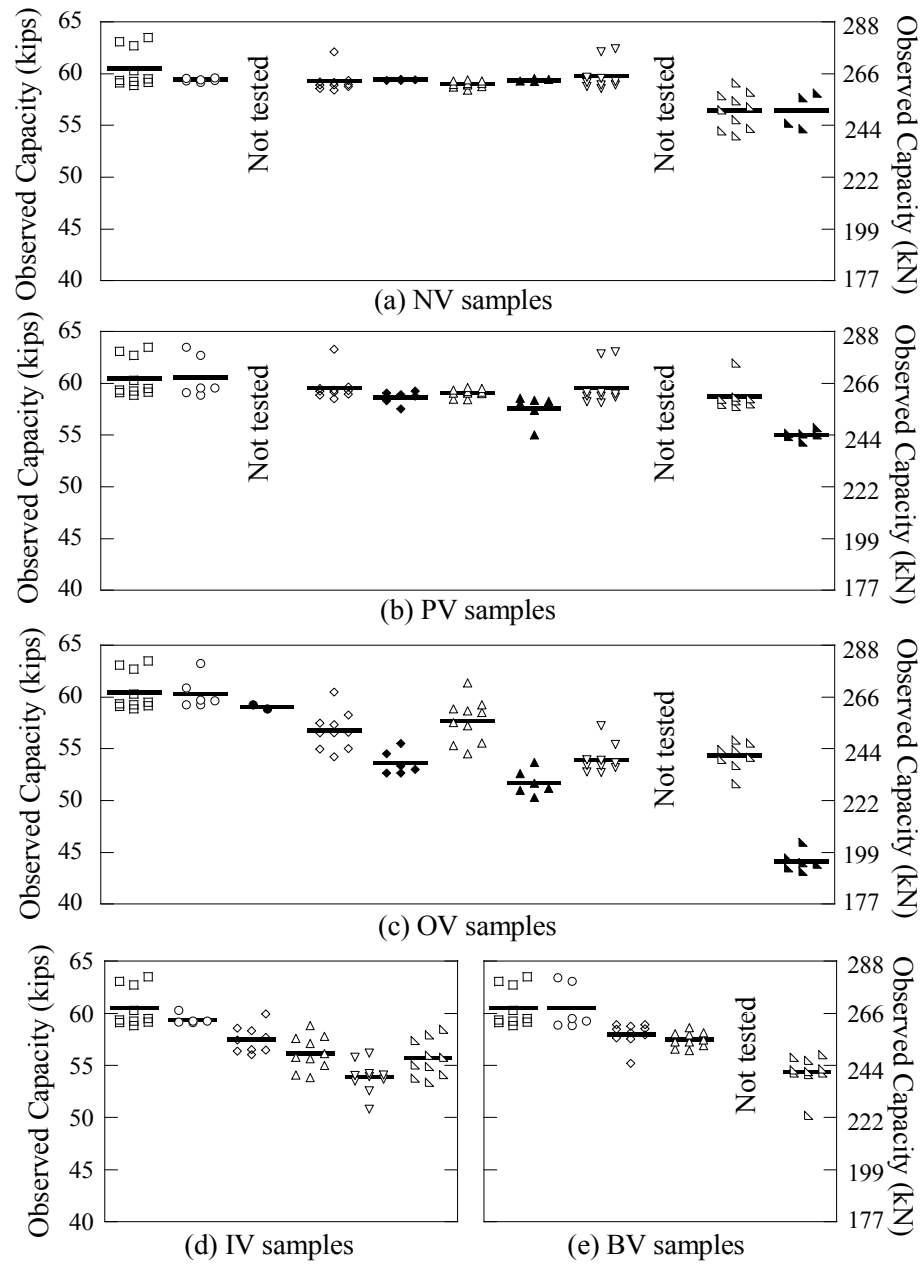 Observed Capacity (kips)
65
60
55
50
45
40
Not tested
Not tested
288
266
244
222
199
177
Observed Capacity (kN)
(a) NV samples
Observed Capacity (kips)
65
60
55
50
45
40
Not tested
Not tested
288
266
244
222
199
177
Observed Capacity (kN)
(b) PV samples
Observed Capacity (kips)
65
60
55
50
45
40
Not tested
288
266
244
222
199
177
Observed Capacity (kN)
(c) OV samples
Observed Capacity (kips)
65
60
55
50
45
40
Not tested
288
266
244
222
199
177
Observed Capacity (kN)
(d) IV samples
(e) BV samples